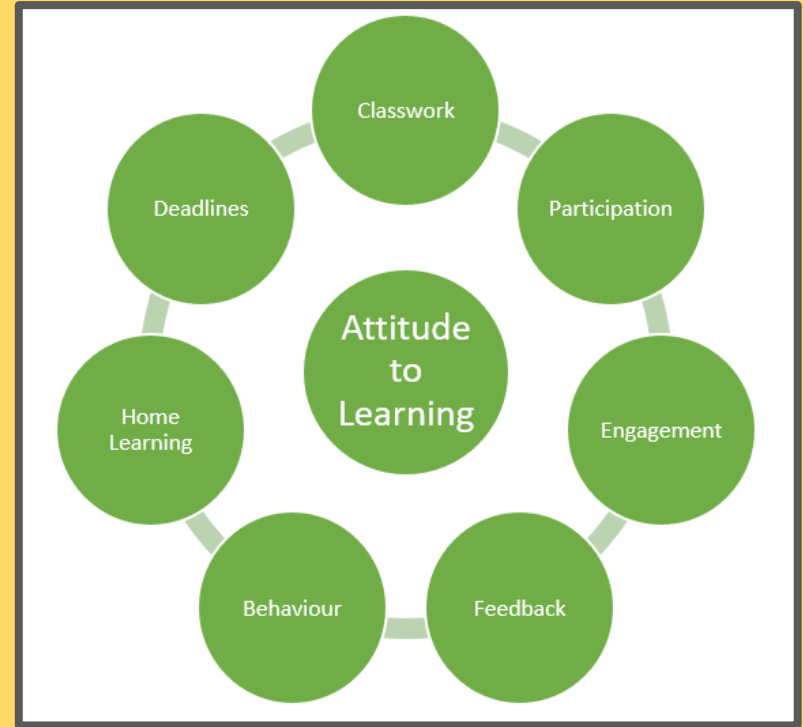 Classwork
Participation
Engagement
Feedback
Behaviour
Home
Learning
Deadlines
Attitude
to
Learning